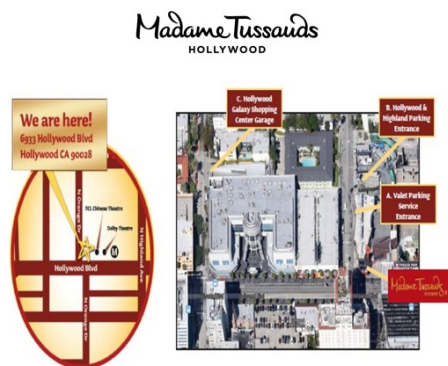 Madame Tussauds
HOLLYWOOD
We are here!
6933 Hollywood Blvd
Hollywood CA 90028
N Orange Dr
TCL Chinese Theatre
Dolby Theatre
M
N Highland Ave
Hollywood Blvd
N Orange Dr
C. Hollywood
Galaxy Shopping
Center Garage
B. Hollywood &
Highland Parking
Entrance
A. Valet Parking
Service
Entrance
Madame Tussauds